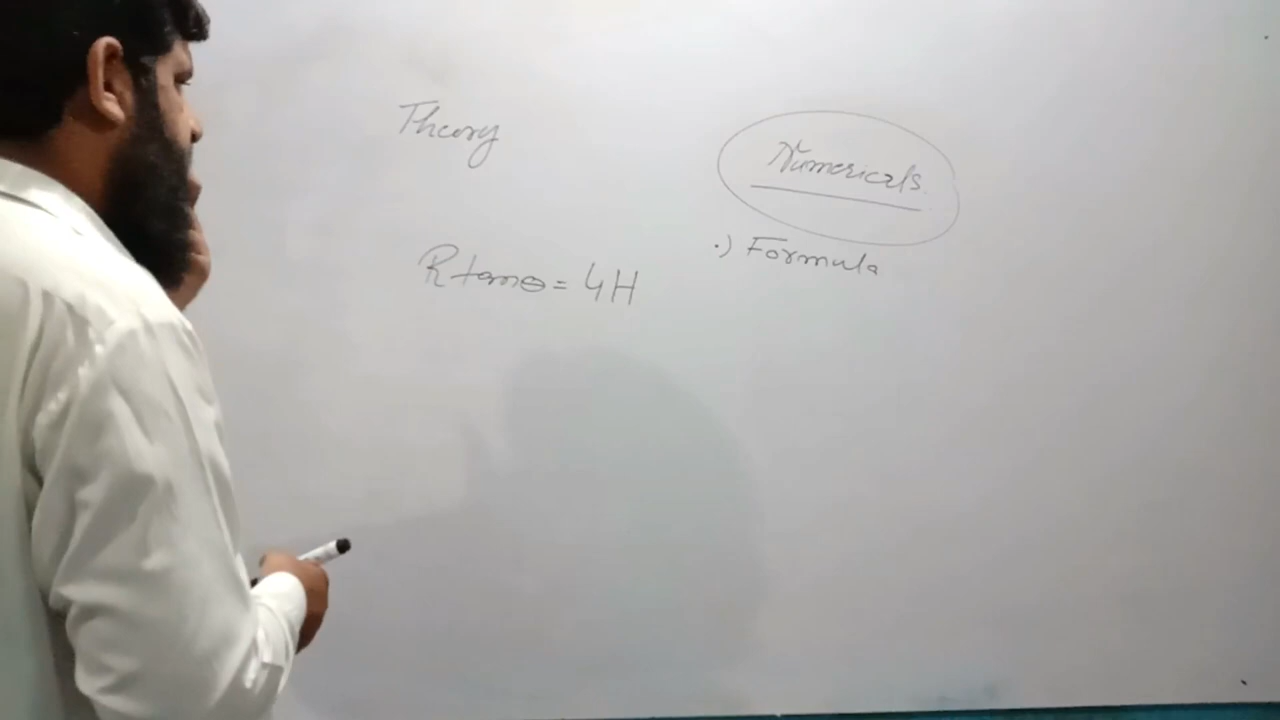 Theory
Numericals.
·) Formula
R tanθ = 4H